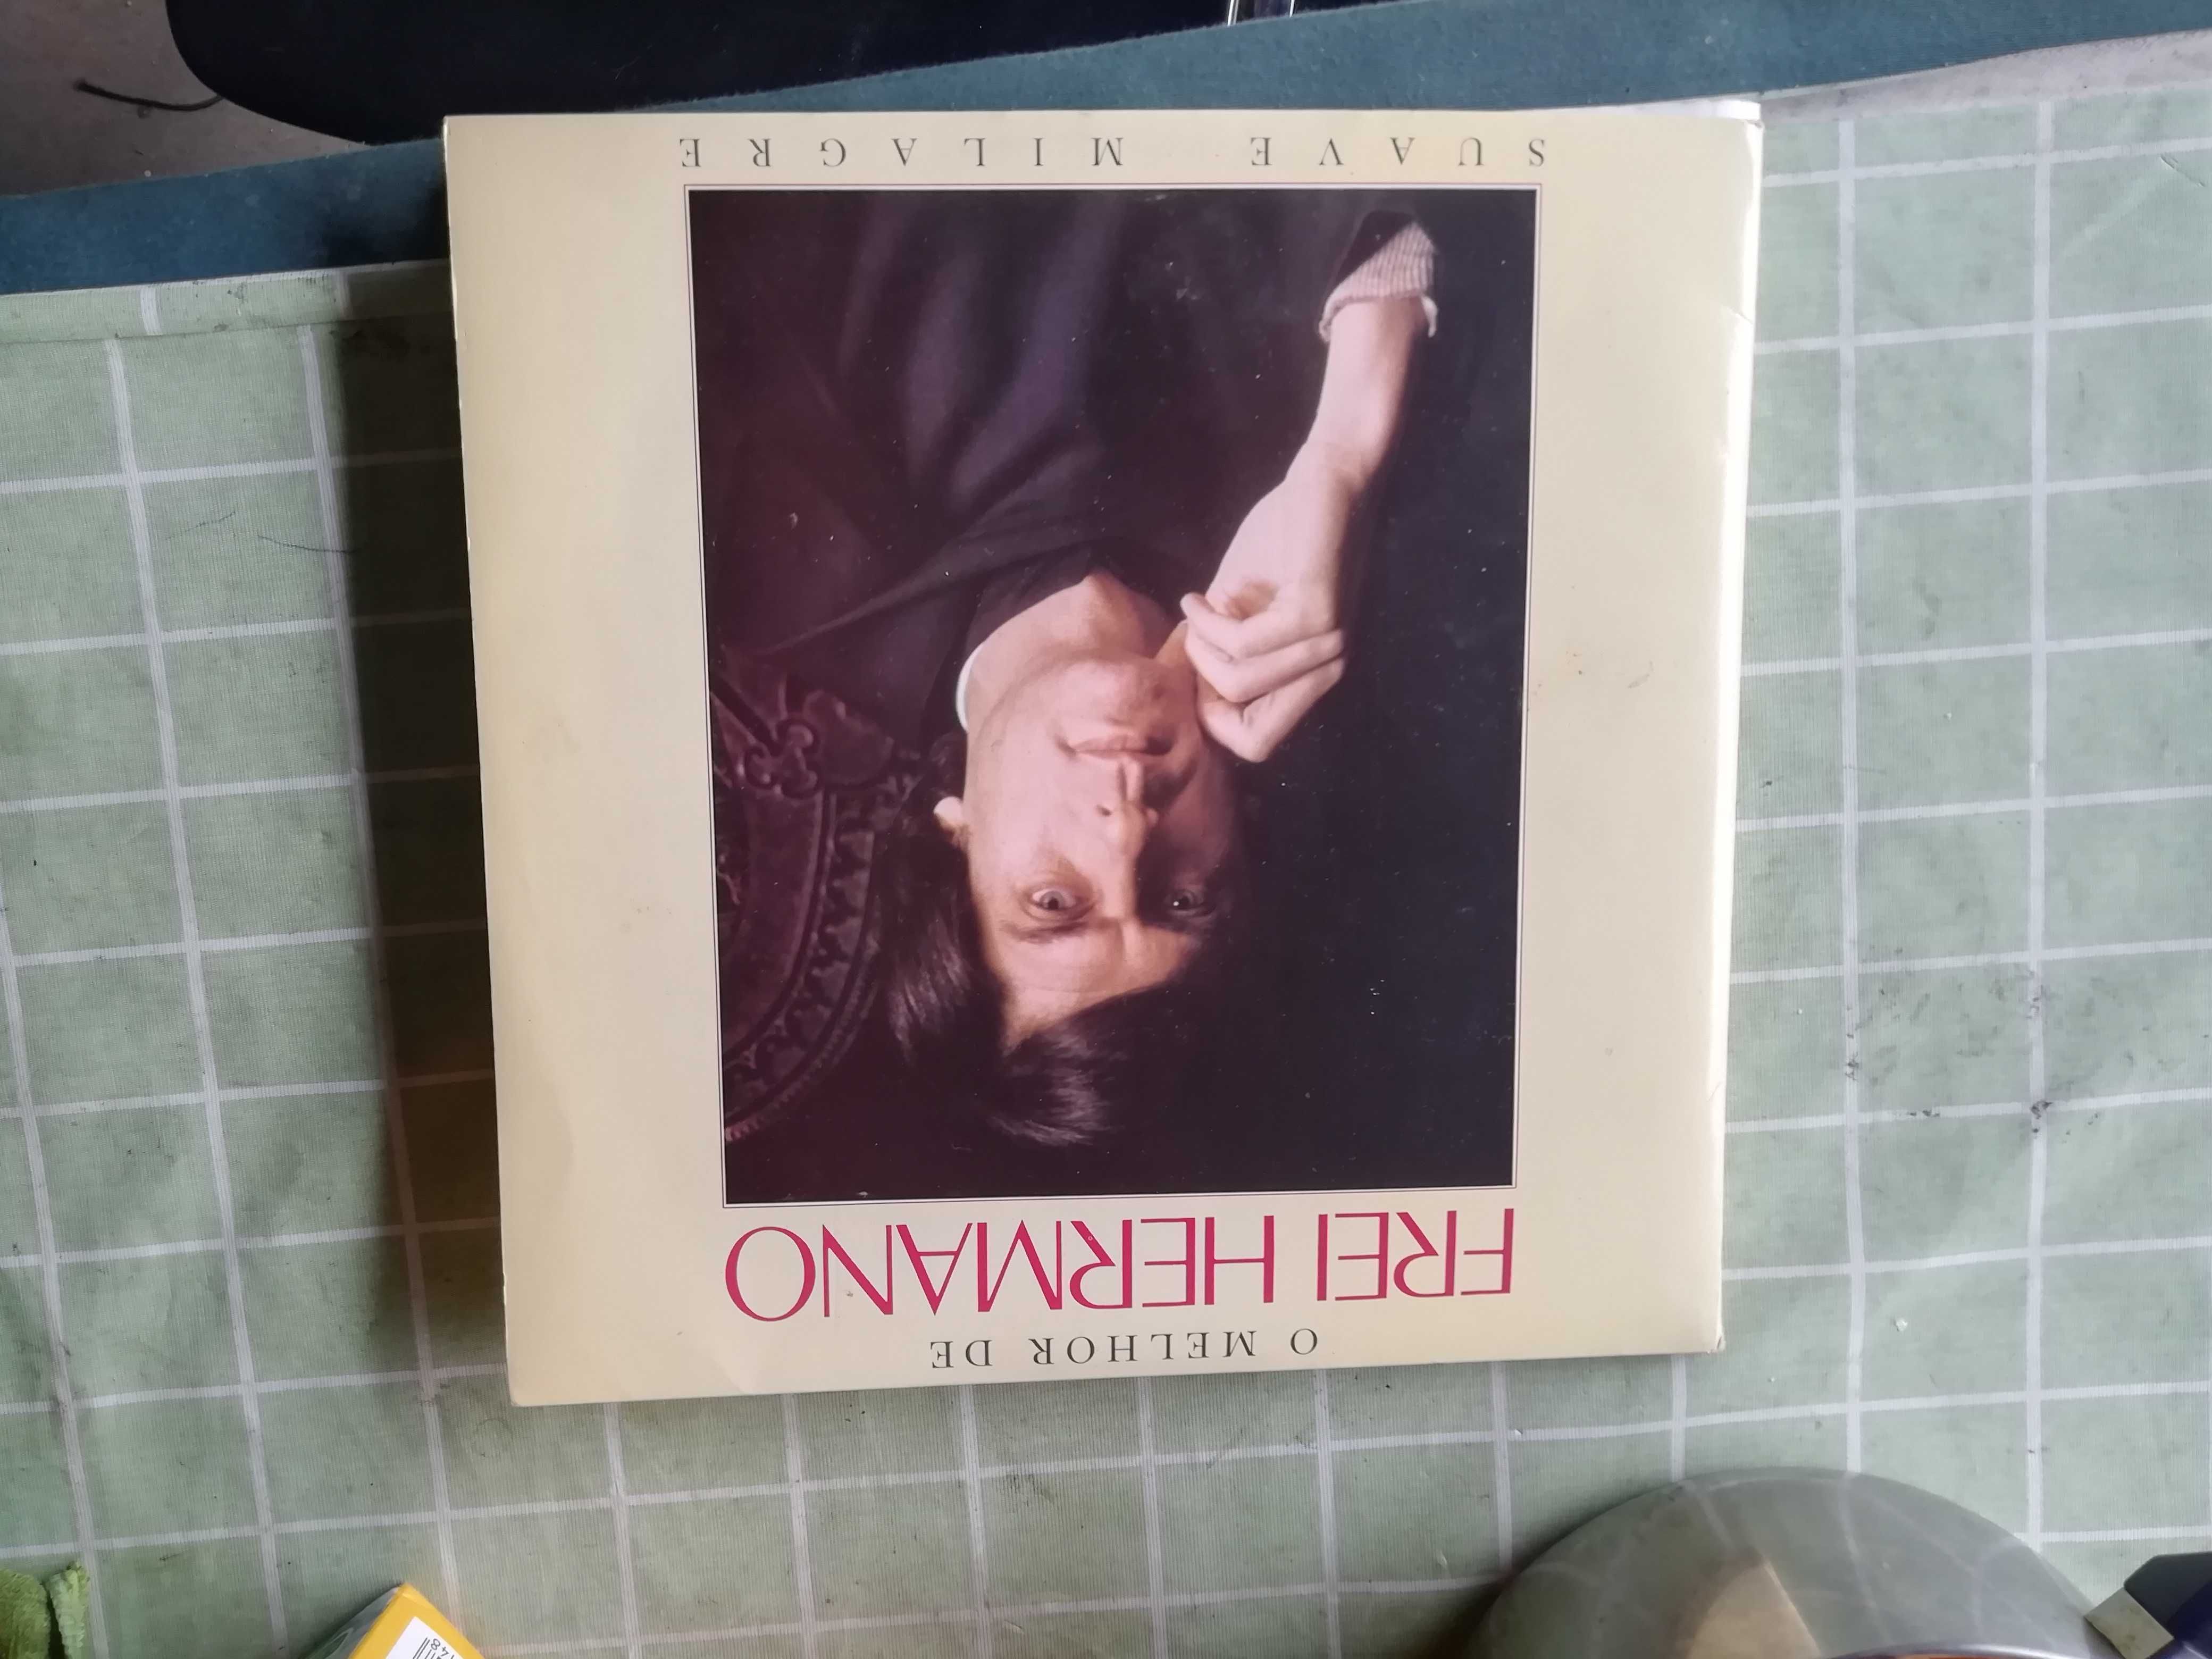 O MELHOR DE
FREI HERMANO
SUAVE MILAGRE